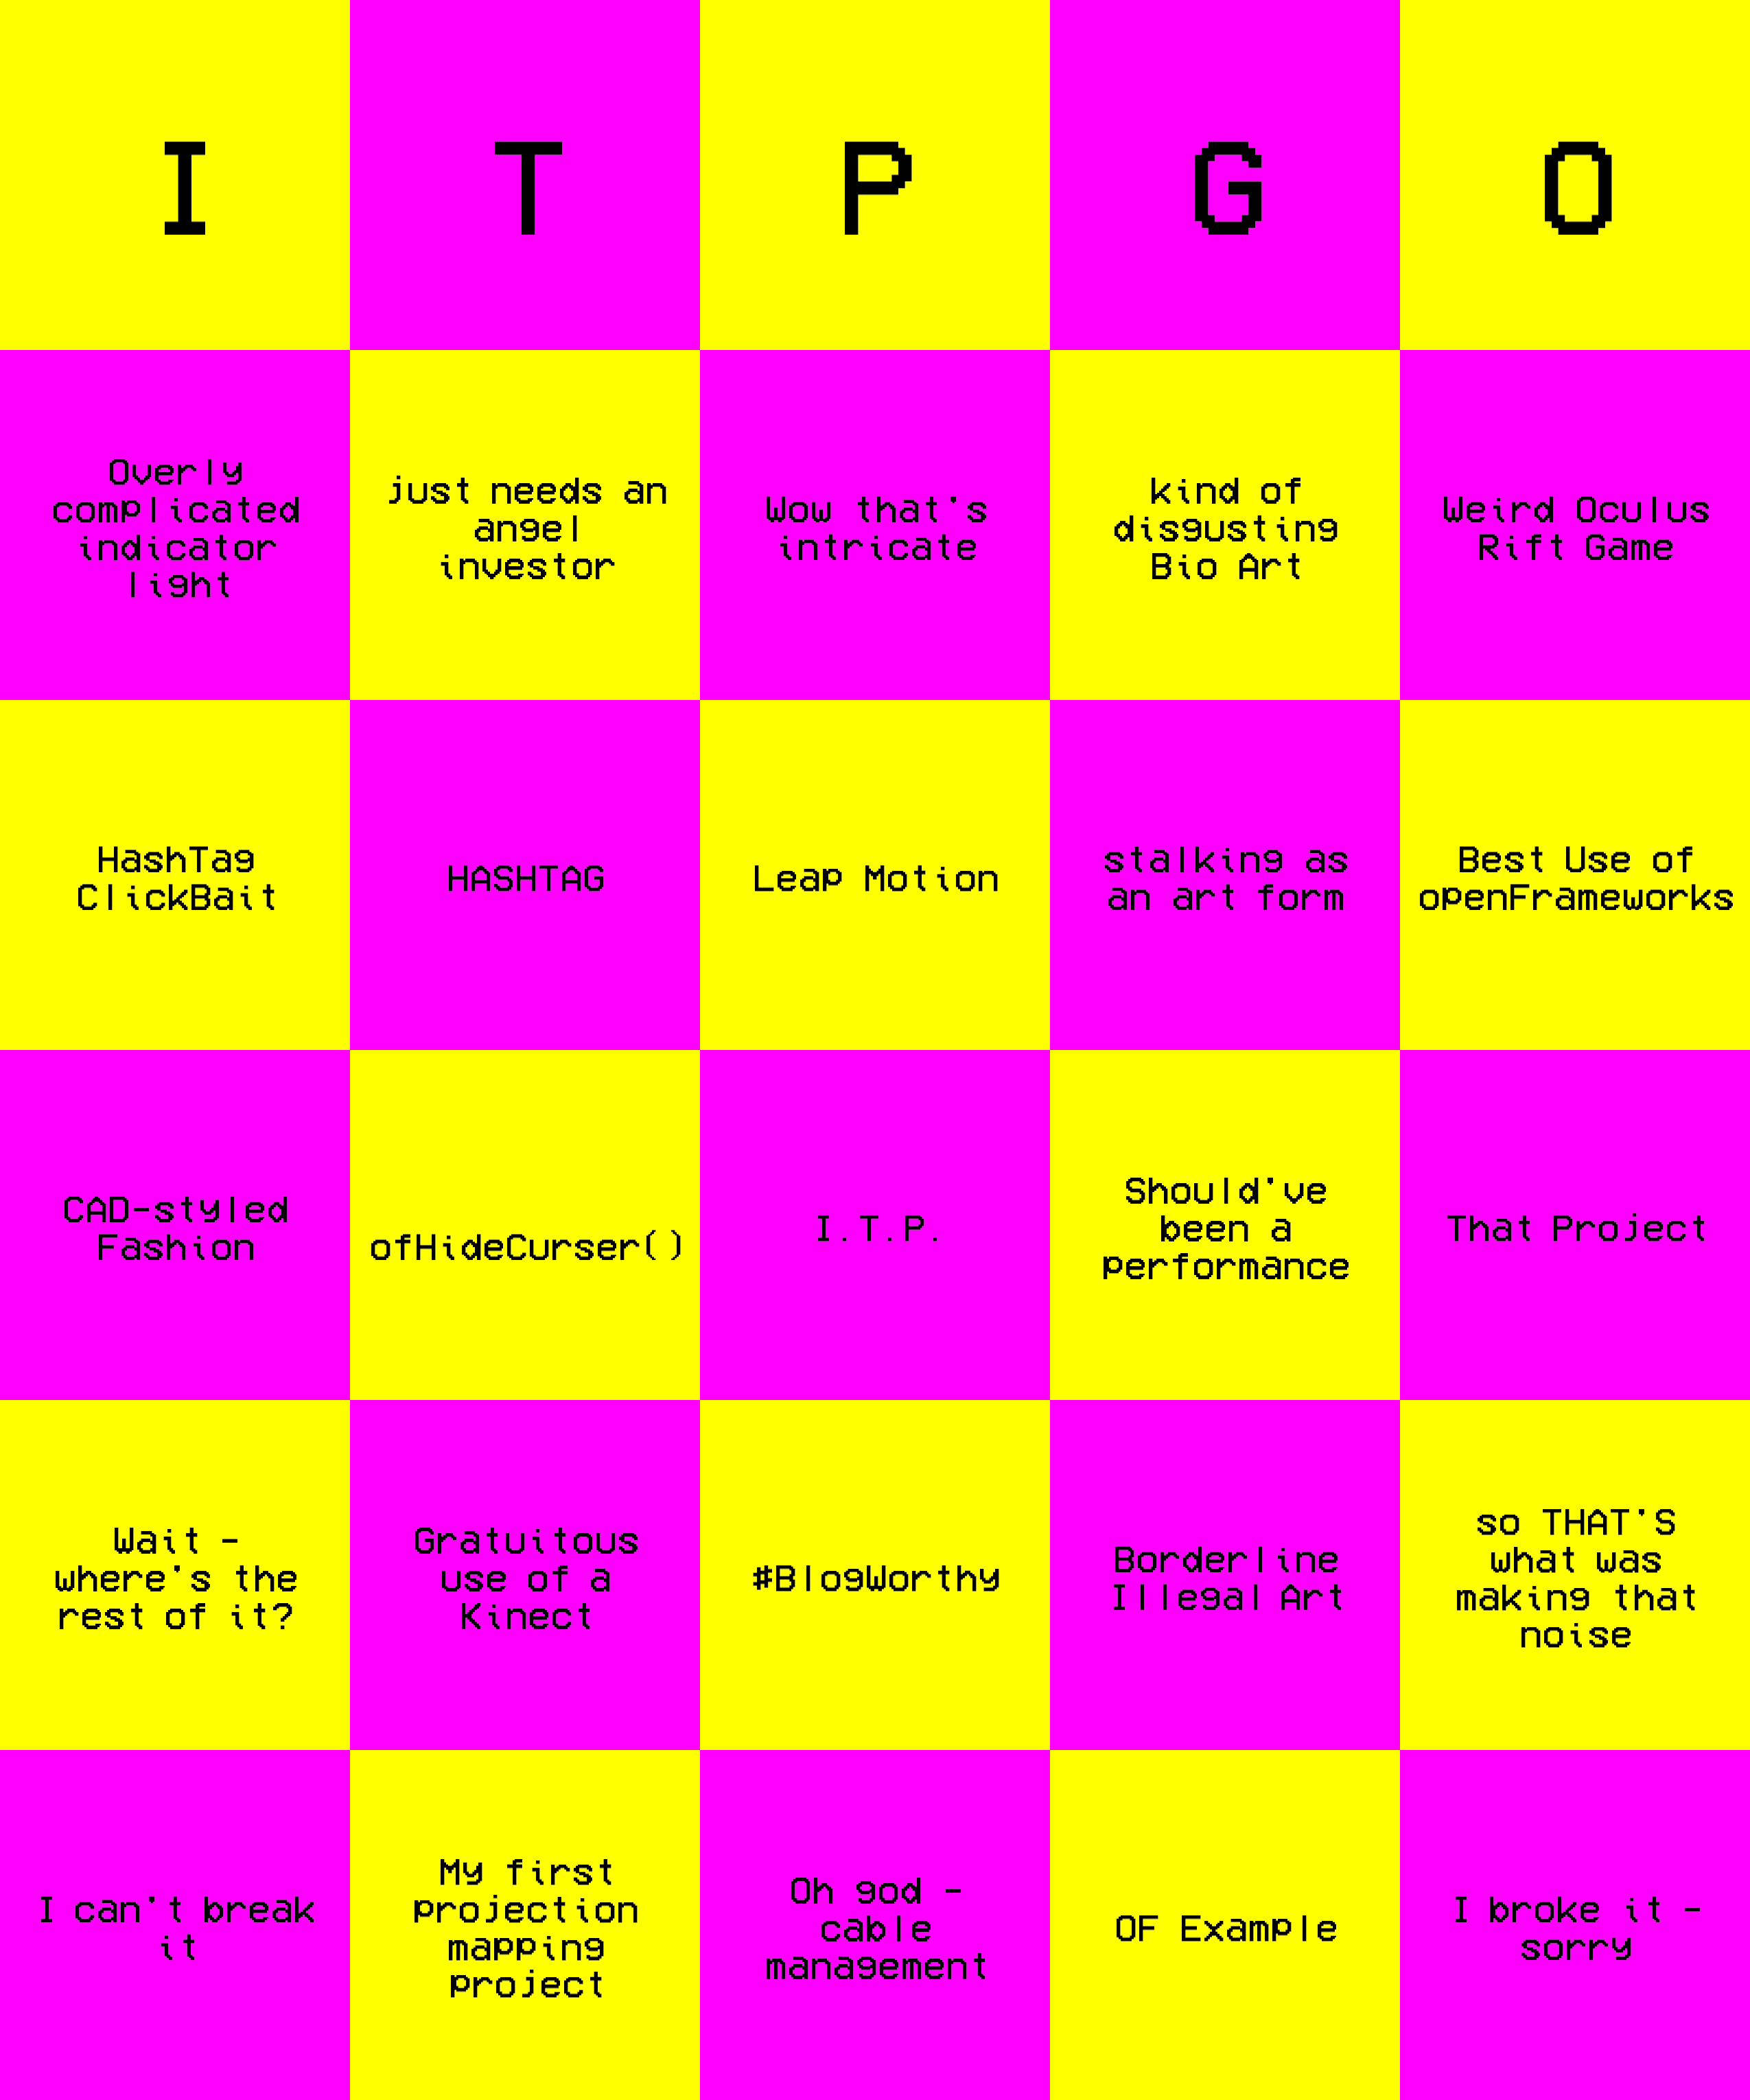 I T P G O
Overly
complicated
indicator
light
just needs an
angel
investor
Wow that's
intricate
kind of
disgusting
Bio Art
Weird Oculus
Rift Game
HashTag
ClickBait
HASHTAG
Leap Motion
stalking as
an art form
Best Use of
openFrameworks
CAD-styled
Fashion
ofHideCurser()
I.T.P.
Should've
been a
performance
That Project
Wait -
where's the
rest of it?
Gratuitous
use of a
Kinect
#BlogWorthy
Borderline
Illegal Art
so THAT'S
what was
making that
noise
I can't break
it
My first
projection
mapping
project
Oh god -
cable
management
OF Example
I broke it -
sorry